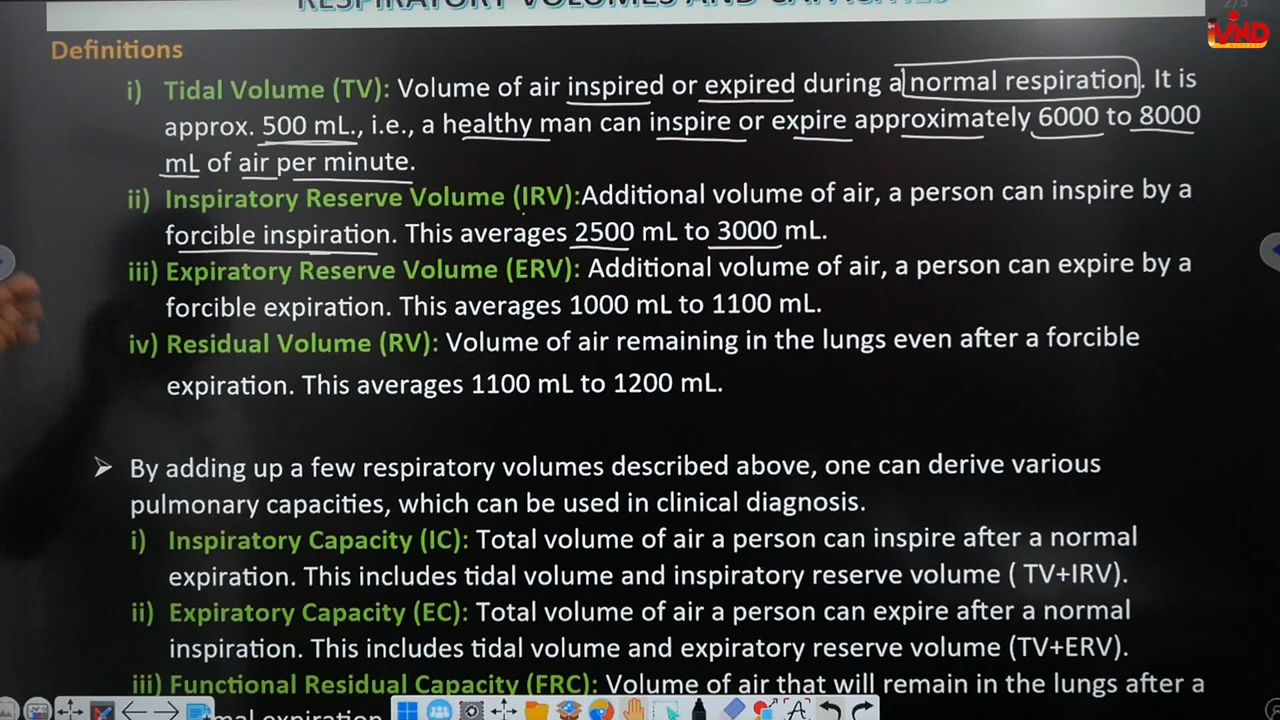 RESPIRATORY VOLUMES AND CAPACITIES
2/3
MIND
Definitions
i) Tidal Volume (TV): Volume of air inspired or expired during a normal respiration. It is
approx. 500 mL., i.e., a healthy man can inspire or expire approximately 6000 to 8000
mL of air per minute.
ii) Inspiratory Reserve Volume (IRV):Additional volume of air, a person can inspire by a
forcible inspiration. This averages 2500 mL to 3000 mL.
iii) Expiratory Reserve Volume (ERV): Additional volume of air, a person can expire by a
forcible expiration. This averages 1000 mL to 1100 mL.
iv) Residual Volume (RV): Volume of air remaining in the lungs even after a forcible
expiration. This averages 1100 mL to 1200 mL.
➢ By adding up a few respiratory volumes described above, one can derive various
pulmonary capacities, which can be used in clinical diagnosis.
i) Inspiratory Capacity (IC): Total volume of air a person can inspire after a normal
expiration. This includes tidal volume and inspiratory reserve volume ( TV+IRV).
ii) Expiratory Capacity (EC): Total volume of air a person can expire after a normal
inspiration. This includes tidal volume and expiratory reserve volume (TV+ERV).
iii) Functional Residual Capacity (FRC): Volume of air that will remain in the lungs after a
expiration